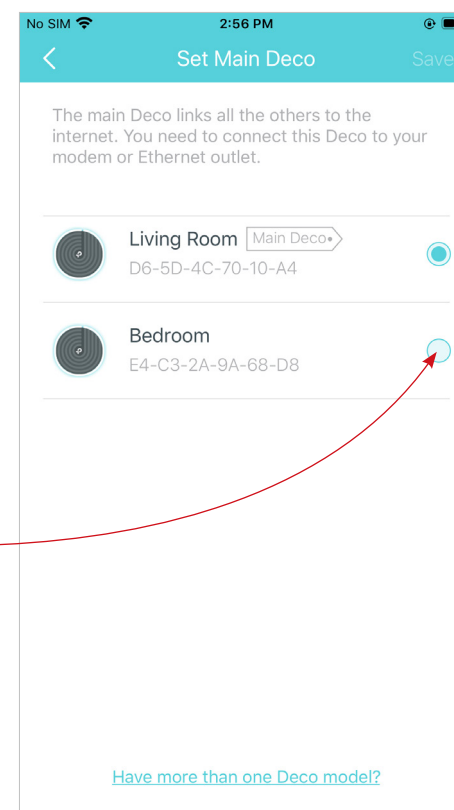 No SIM 2:56 PM
Set Main Deco Save
The main Deco links all the others to the
internet. You need to connect this Deco to your
modem or Ethernet outlet.
Living Room Main Deco
D6-5D-4C-70-10-A4
Bedroom
E4-C3-2A-9A-68-D8
Have more than one Deco model?